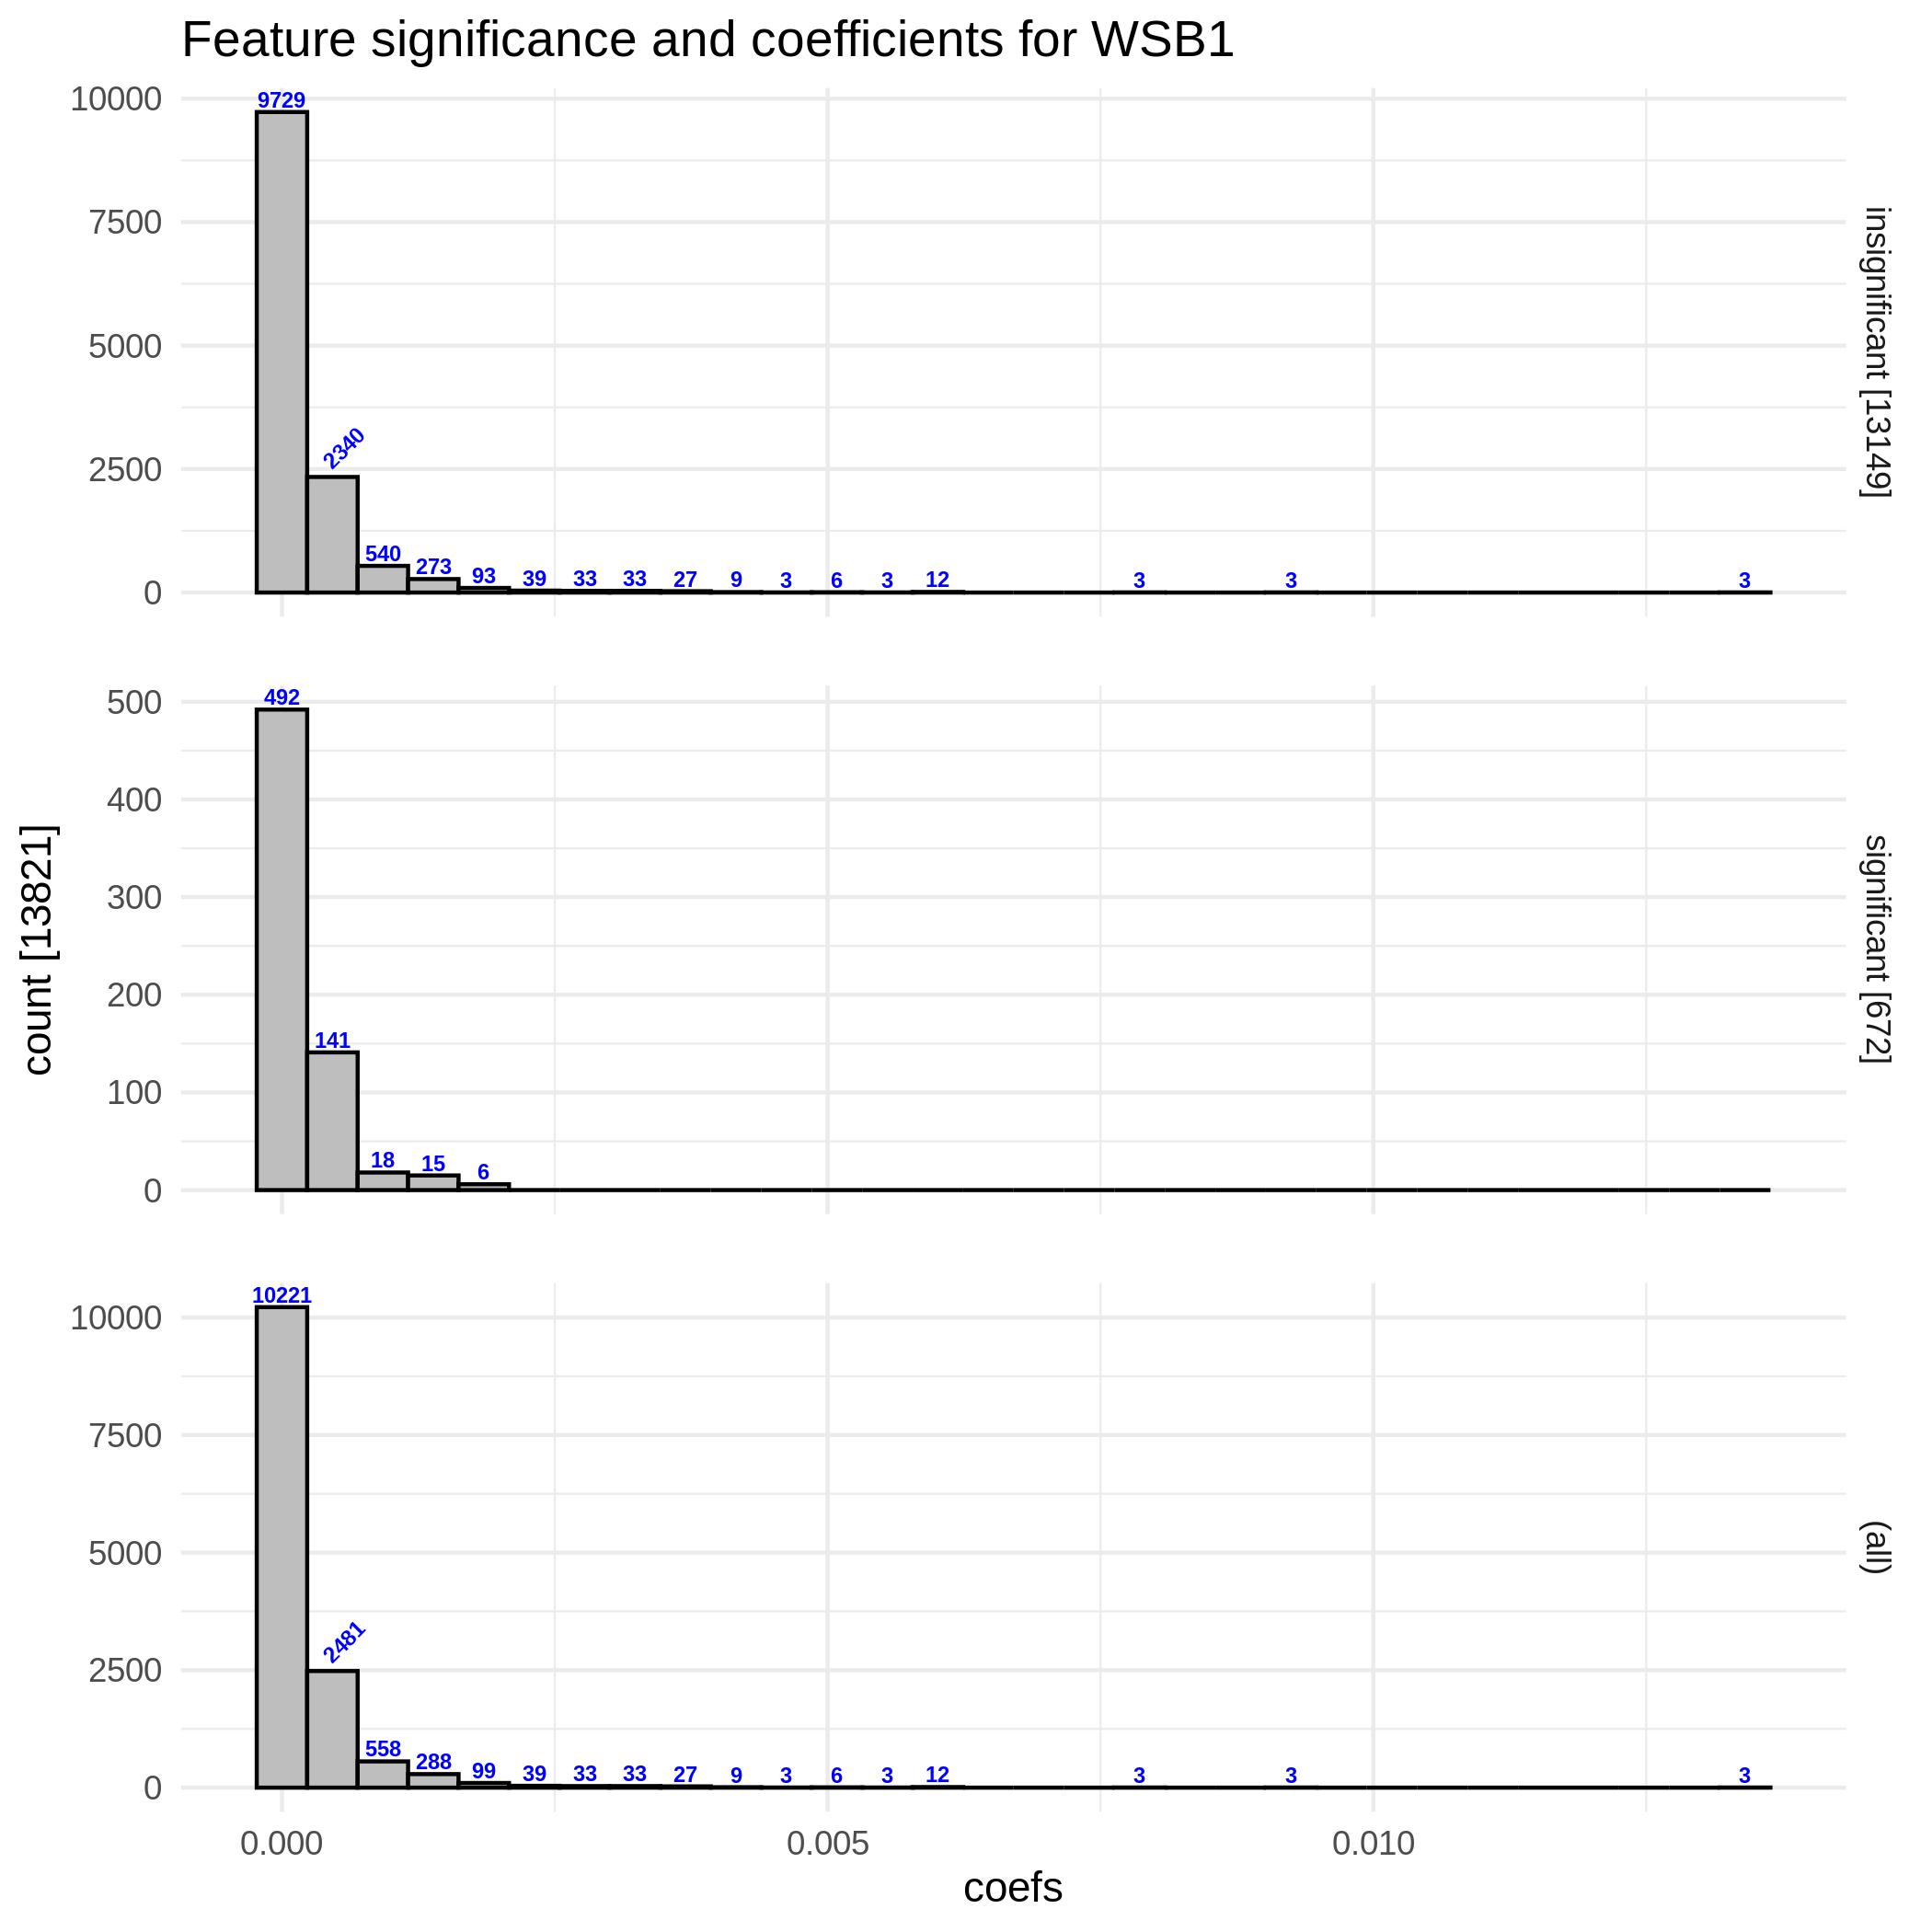 Feature significance and coefficients for WSB1
10000
7500
5000
2500
0
9729
2340
540 273 93 39 33 33 27 9 3 6 3 12 3 3 3
insignificant [13149]
500
400
300
200
100
0
492
141
18 15 6
significant [672]
count [13821]
10000
7500
5000
2500
0
10221
2481
558 288 99 39 33 33 27 9 3 6 3 12 3 3 3
(all)
0.000 0.005 0.010
coefs